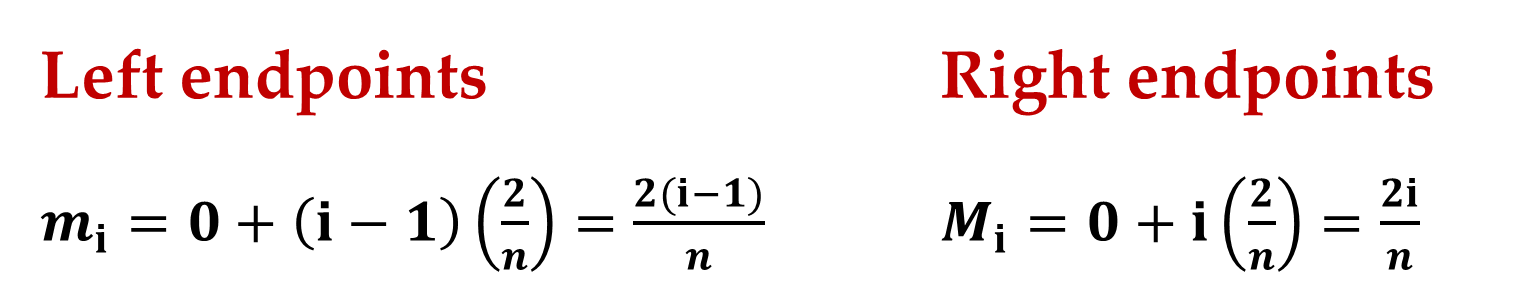 Left endpoints
Right endpoints
mᵢ = 0 + (i − 1)(2/n) = 2(i−1)/n
Mᵢ = 0 + i(2/n) = 2i/n